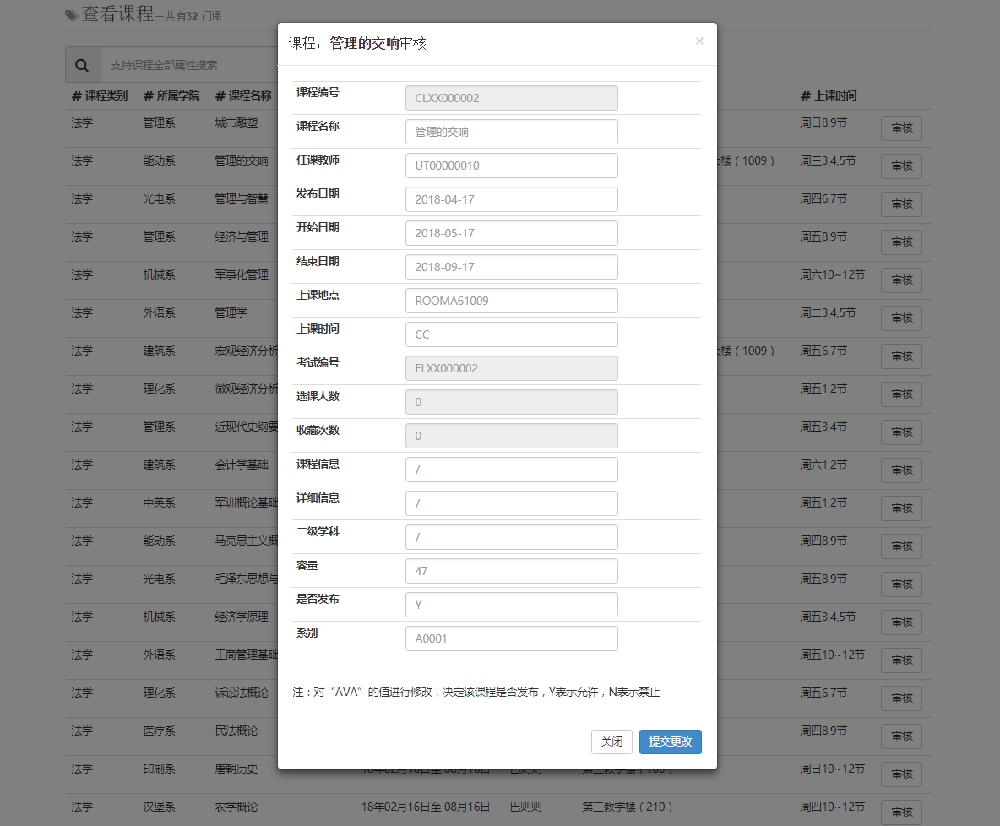 查看课程—共有32 门课
支持课程全部属性搜索
# 课程类别 # 所属学院 # 课程名称 # 上课时间
法学 管理系 城市雕塑 周日8,9节 审核
法学 能动系 管理的交响 楼（1009） 周三3,4,5节 审核
法学 光电系 管理与智慧 周四6,7节 审核
法学 管理系 经济与管理 周五8,9节 审核
法学 机械系 军事化管理 周六10~12节 审核
法学 外语系 管理学 周二3,4,5节 审核
法学 建筑系 宏观经济分析 楼（1009） 周五6,7节 审核
法学 理化系 微观经济分析 周五1,2节 审核
法学 管理系 近现代史纲要 周五3,4节 审核
法学 建筑系 会计学基础 周六1,2节 审核
法学 中英系 军训概论基础 周五1,2节 审核
法学 能动系 马克思主义概 周四8,9节 审核
法学 光电系 毛泽东思想与 周五8,9节 审核
法学 机械系 经济学原理 周五3,4,5节 审核
法学 外语系 工商管理基础 周五10~12节 审核
法学 理化系 诉讼法概论 周五6,7节 审核
法学 医疗系 民法概论 周四8,9节 审核
法学 印刷系 唐朝历史 18年02月16日至 08月16日 巴则则 第三教学楼（108） 周日10~12节 审核
法学 汉堡系 农学概论 18年02月16日至 08月16日 巴则则 第三教学楼（210） 周四10~12节 审核
课程：管理的交响审核 ×
课程编号 CLXX000002
课程名称 管理的交响
任课教师 UT00000010
发布日期 2018-04-17
开始日期 2018-05-17
结束日期 2018-09-17
上课地点 ROOMA61009
上课时间 CC
考试编号 ELXX000002
选课人数 0
收藏次数 0
课程信息 /
详细信息 /
二级学科 /
容量 47
是否发布 Y
系别 A0001
注：对“AVA”的值进行修改，决定该课程是否发布，Y表示允许，N表示禁止
关闭 提交更改